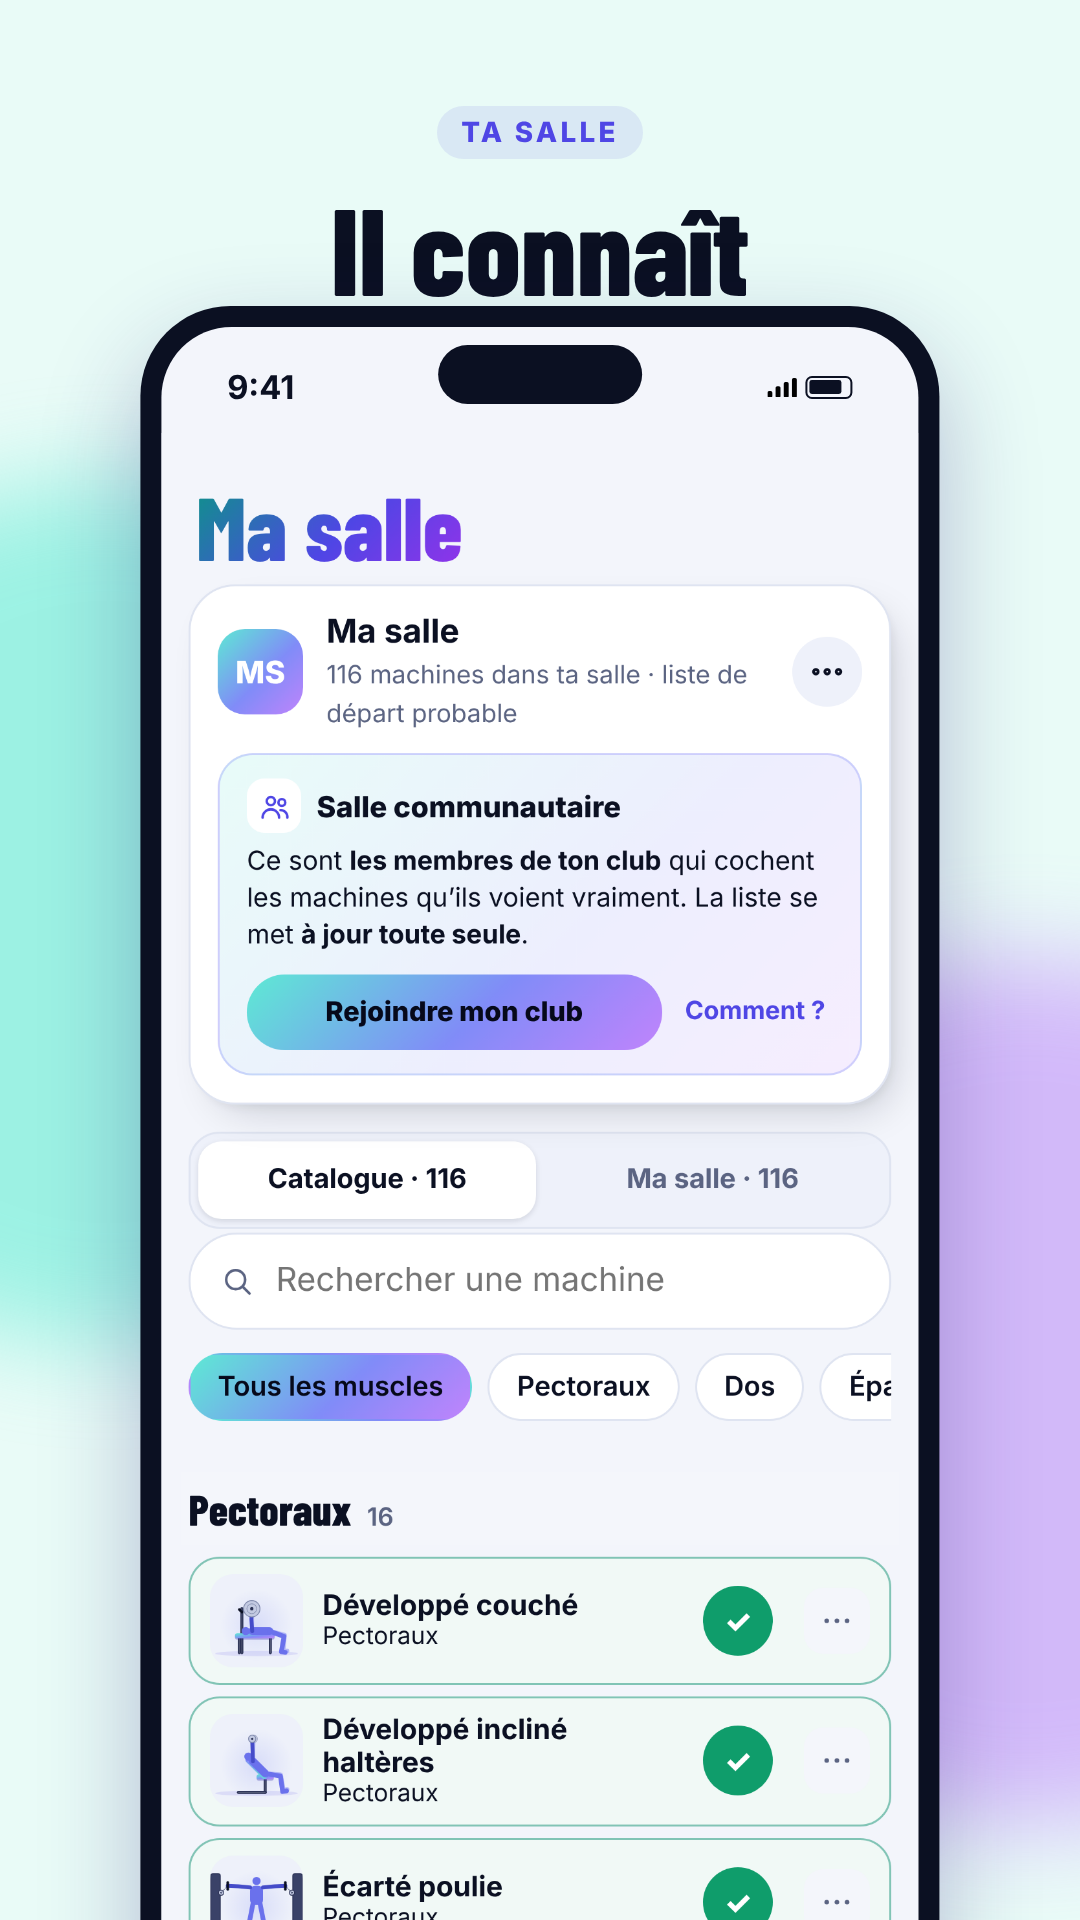 TA SALLE
Il connaît
9:41
Ma salle
MS
Ma salle
116 machines dans ta salle · liste de
départ probable
Salle communautaire
Ce sont les membres de ton club qui cochent
les machines qu’ils voient vraiment. La liste se
met à jour toute seule.
Rejoindre mon club
Comment ?
Catalogue · 116
Ma salle · 116
Rechercher une machine
Tous les muscles
Pectoraux
Dos
Épa
Pectoraux 16
Développé couché
Pectoraux
Développé incliné
haltères
Pectoraux
Écarté poulie
Pectoraux